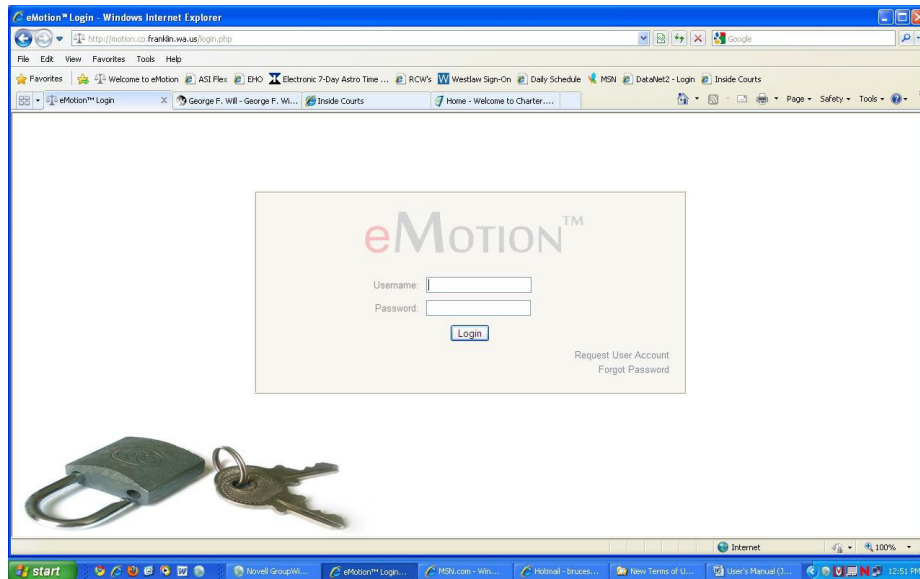 eMotion™ Login - Windows Internet Explorer
http://motion.co.franklin.wa.us/login.php
Google
File Edit View Favorites Tools Help
Favorites Welcome to eMotion ASI Flex EHO Electronic 7-Day Astro Time ... RCW's Westlaw Sign-On Daily Schedule MSN DataNet2 - Login Inside Courts
eMotion™ Login X George F. Will - George F. Wi... Inside Courts Home - Welcome to Charter.... Page Safety Tools
eMotion™
Username:
Password:
Login
Request User Account
Forgot Password
Internet 100%
start Novell GroupWi... eMotion™ Login... MSN.com - Win... Hotmail - bruces... New Terms of U... User's Manual (J... 12:51 PM